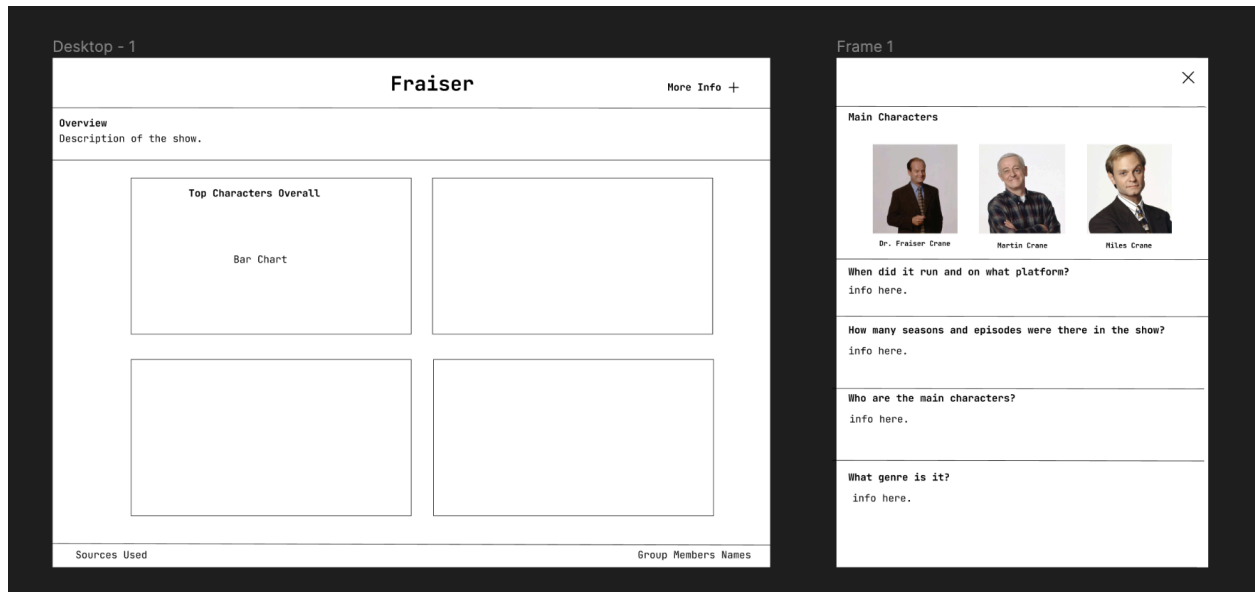 Desktop - 1
Fraiser
More Info +
Overview
Description of the show.
Top Characters Overall
Bar Chart
Sources Used
Group Members Names
Frame 1
Main Characters
Dr. Fraiser Crane
Martin Crane
Miles Crane
When did it run and on what platform?
info here.
How many seasons and episodes were there in the show?
info here.
Who are the main characters?
info here.
What genre is it?
info here.